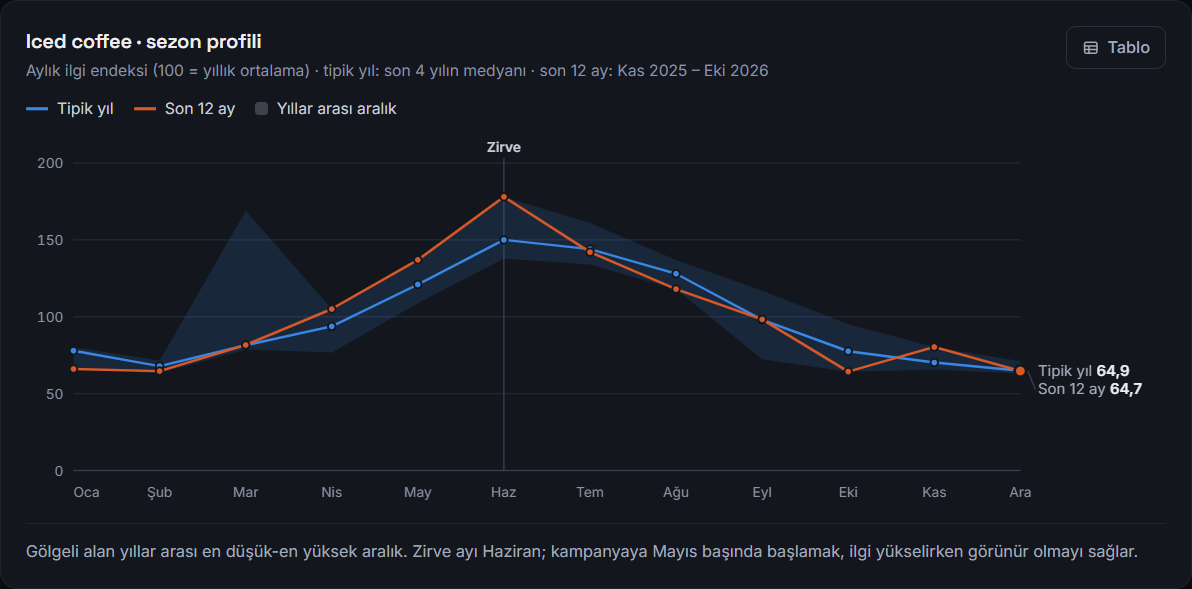 Iced coffee · sezon profili
Tablo
Aylık ilgi endeksi (100 = yıllık ortalama) · tipik yıl: son 4 yılın medyanı · son 12 ay: Kas 2025 – Eki 2026
Tipik yıl Son 12 ay Yıllar arası aralık
Zirve
200
150
100
50
0
Tipik yıl 64,9
Son 12 ay 64,7
Oca Şub Mar Nis May Haz Tem Ağu Eyl Eki Kas Ara
Gölgeli alan yıllar arası en düşük-en yüksek aralık. Zirve ayı Haziran; kampanyaya Mayıs başında başlamak, ilgi yükselirken görünür olmayı sağlar.